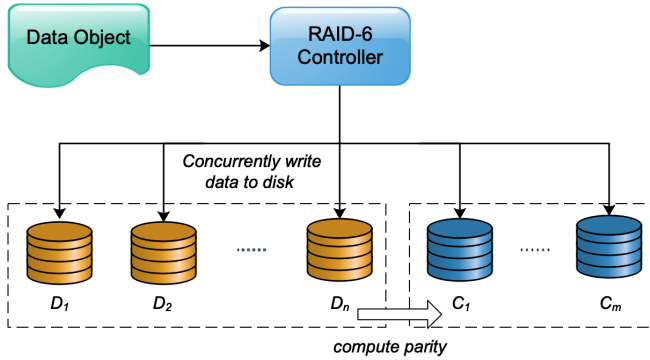 Data Object
RAID-6
Controller
Concurrently write
data to disk
D1
D2
......
Dn
C1
......
Cm
compute parity